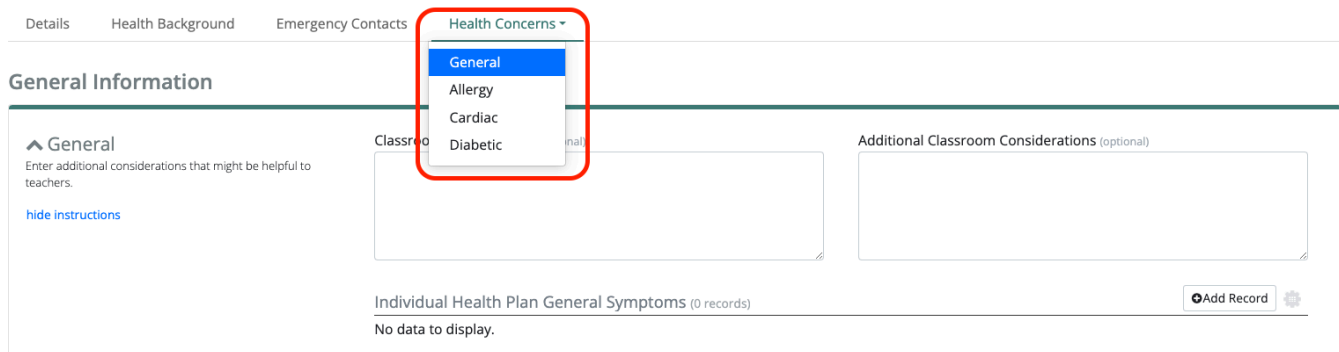 Details Health Background Emergency Contacts Health Concerns
General
Allergy
Cardiac
Diabetic
General Information
General
Enter additional considerations that might be helpful to
teachers.
hide instructions
Additional Classroom Considerations (optional)
Individual Health Plan General Symptoms (0 records)
Add Record
No data to display.